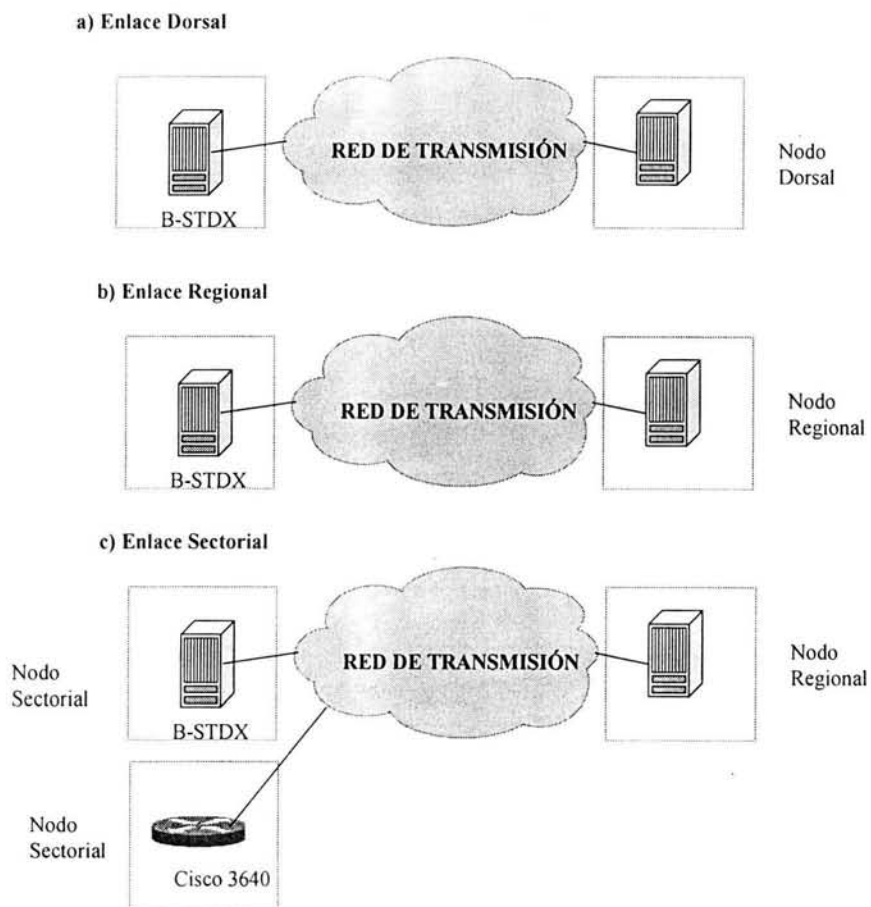 a) Enlace Dorsal
RED DE TRANSMISIÓN
B-STDX
Nodo
Dorsal
b) Enlace Regional
RED DE TRANSMISIÓN
B-STDX
Nodo
Regional
c) Enlace Sectorial
RED DE TRANSMISIÓN
Nodo
Sectorial
B-STDX
Nodo
Regional
Nodo
Sectorial
Cisco 3640